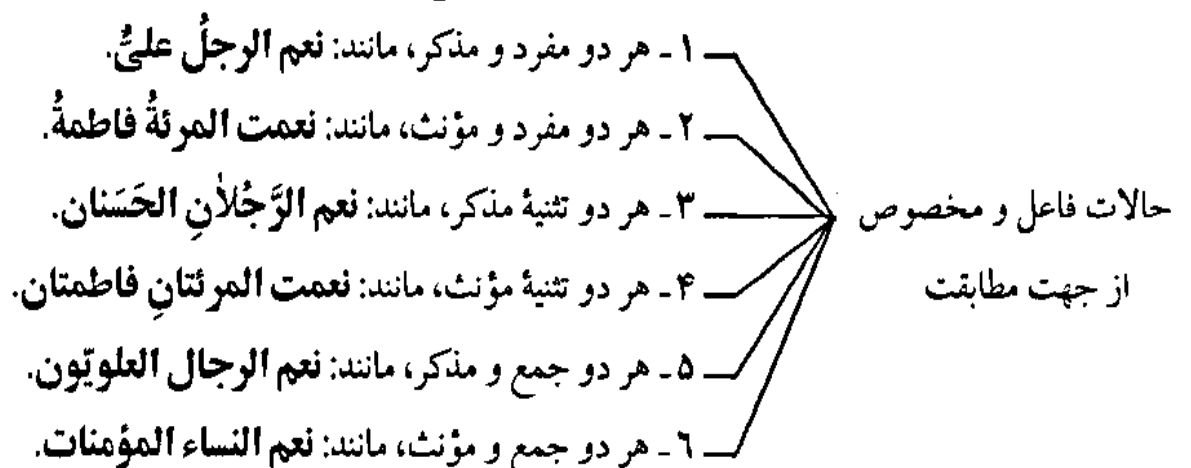 ۱ ـ هر دو مفرد و مذکر، مانند: نعم الرجلُ علیٌّ.
۲ ـ هر دو مفرد و مؤنث، مانند: نعمت المرئةُ فاطمةُ.
۳ ـ هر دو تثنیهٔ مذکر، مانند: نعم الرَّجُلاٰنِ الحَسَنان.
حالات فاعل و مخصوص
۴ ـ هر دو تثنیهٔ مؤنث، مانند: نعمت المرئتانِ فاطمتان.
از جهت مطابقت
۵ ـ هر دو جمع و مذکر، مانند: نعم الرجال العلویّون.
۶ ـ هر دو جمع و مؤنث، مانند: نعم النساء المؤمنات.